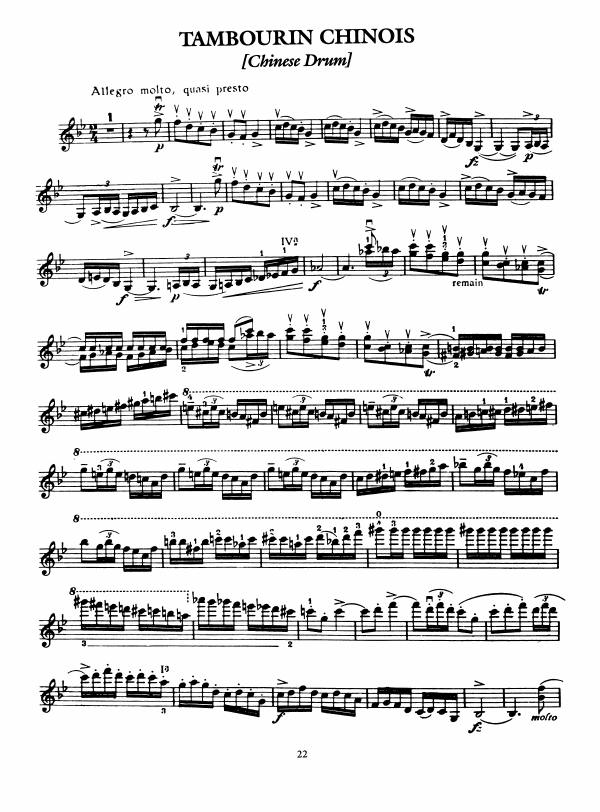 TAMBOURIN CHINOIS
[Chinese Drum]
Allegro molto, quasi presto
IVª
remain
molto
22